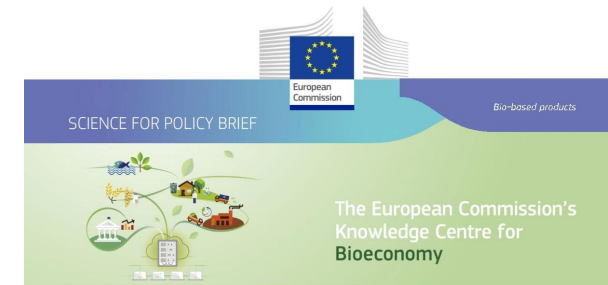 European
Commission
Bio-based products
SCIENCE FOR POLICY BRIEF
The European Commission's
Knowledge Centre for
Bioeconomy